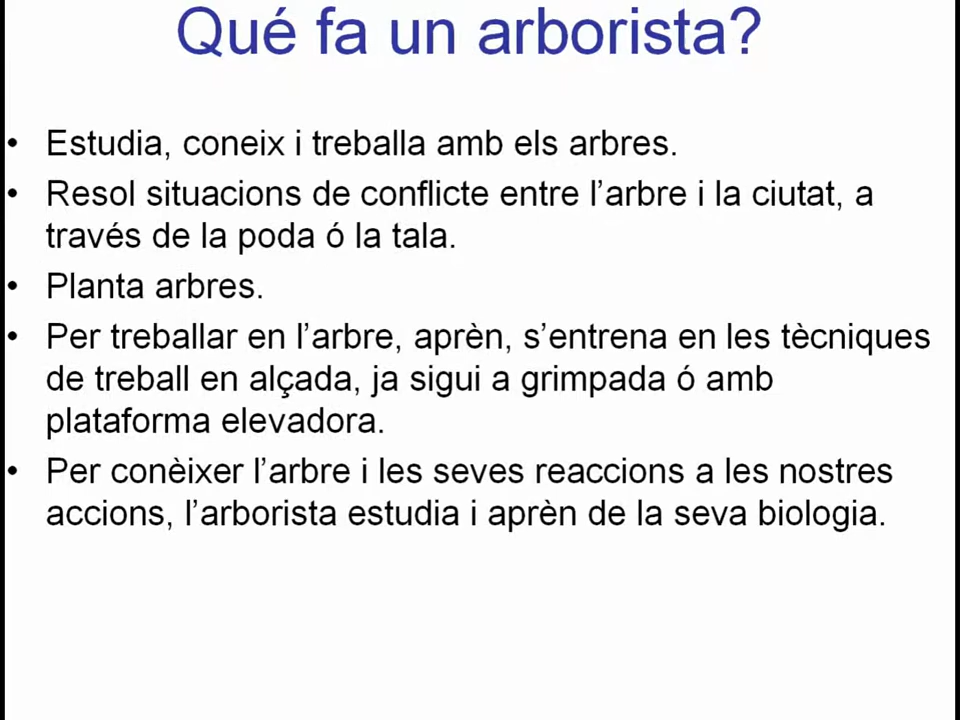 Qué fa un arborista?
• Estudia, coneix i treballa amb els arbres.
• Resol situacions de conflicte entre l’arbre i la ciutat, a
través de la poda ó la tala.
• Planta arbres.
• Per treballar en l’arbre, aprèn, s’entrena en les tècniques
de treball en alçada, ja sigui a grimpada ó amb
plataforma elevadora.
• Per conèixer l’arbre i les seves reaccions a les nostres
accions, l’arborista estudia i aprèn de la seva biologia.